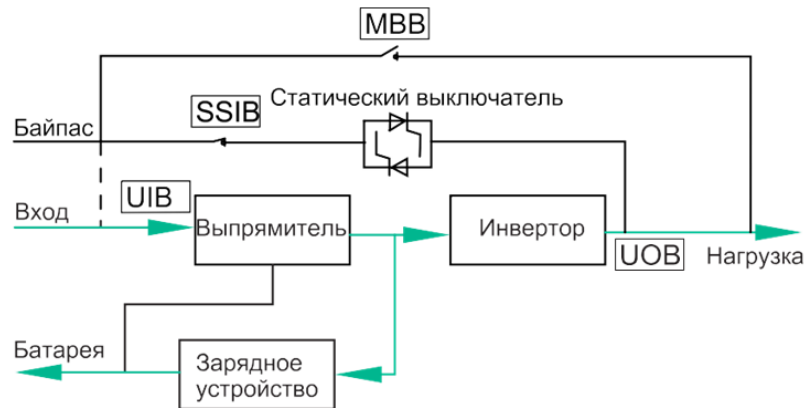 MBB
Статический выключатель
SSIB
Байпас
UIB
Вход
Выпрямитель
Инвертор
UOB
Нагрузка
Батарея
Зарядное
устройство